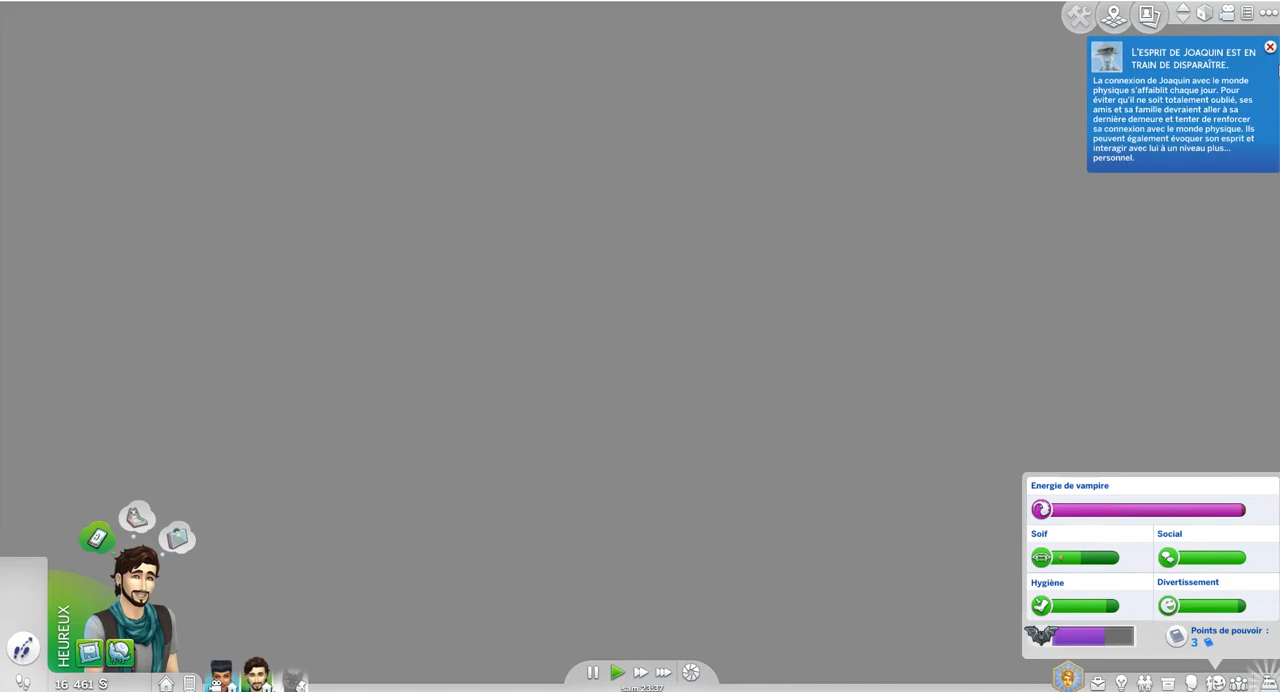 L'ESPRIT DE JOAQUIN EST EN
TRAIN DE DISPARAÎTRE.
La connexion de Joaquin avec le monde
physique s'affaiblit chaque jour. Pour
éviter qu'il ne soit totalement oublié, ses
amis et sa famille devraient aller à sa
dernière demeure et tenter de renforcer
sa connexion avec le monde physique. Ils
peuvent également évoquer son esprit et
interagir avec lui à un niveau plus...
personnel.
Energie de vampire
Soif
Social
Hygiène
Divertissement
Points de pouvoir :
3
HEUREUX
16 461 $
sam. 23:37